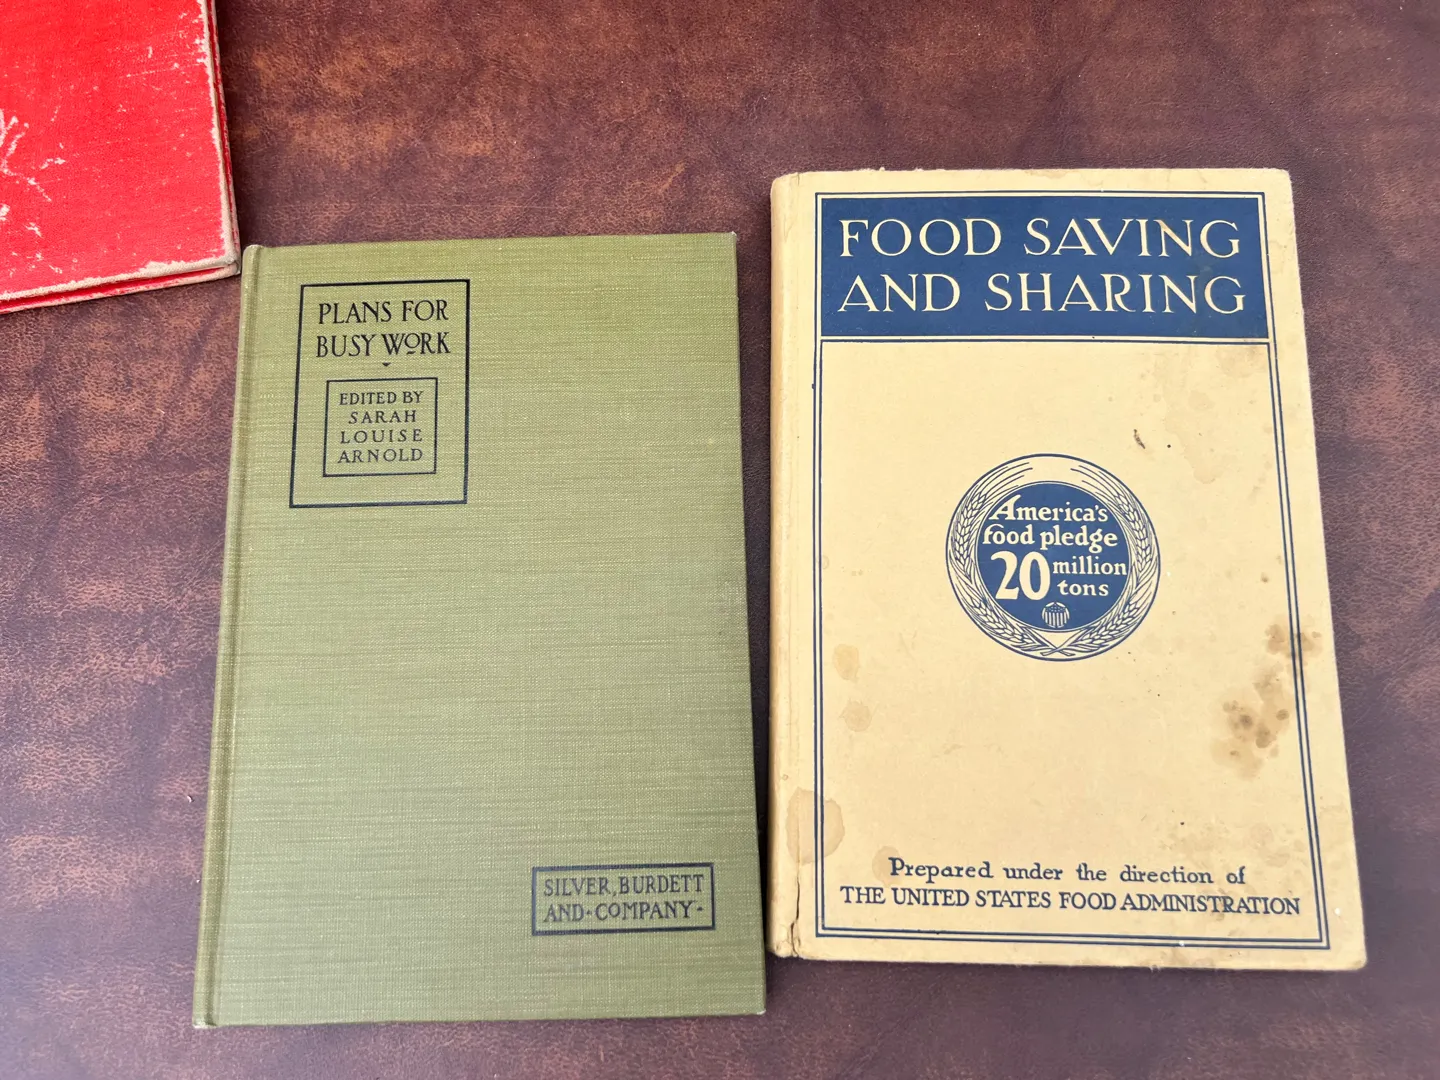 PLANS FOR
BUSY WORK
EDITED BY
SARAH
LOUISE
ARNOLD
SILVER, BURDETT
AND·COMPANY·
FOOD SAVING
AND SHARING
America's
food pledge
20 million
tons
Prepared under the direction of
THE UNITED STATES FOOD ADMINISTRATION